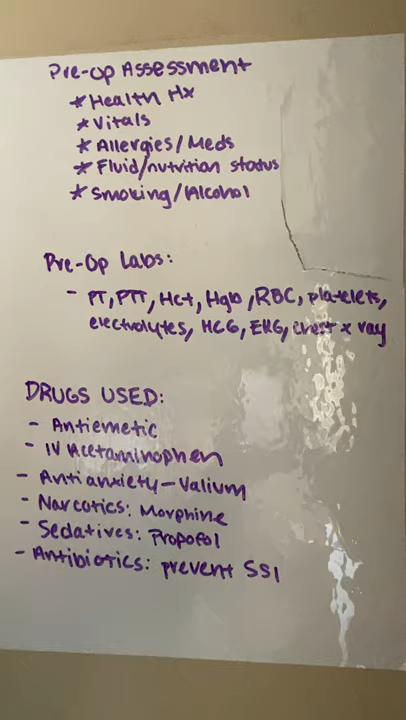 Pre-op Assessment
* Health Hx
* Vitals
* Allergies/Meds
* Fluid/nutrition status
* Smoking/Alcohol
Pre-Op Labs:
- PT, PTT, Hct, Hgb, RBC, platelets,
electrolytes, HCG, EKG, chest x ray
DRUGS USED:
- Antiemetic
- IV Acetaminophen
- Antianxiety - Valium
- Narcotics: Morphine
- Sedatives: Propofol
- Antibiotics: prevent SSI